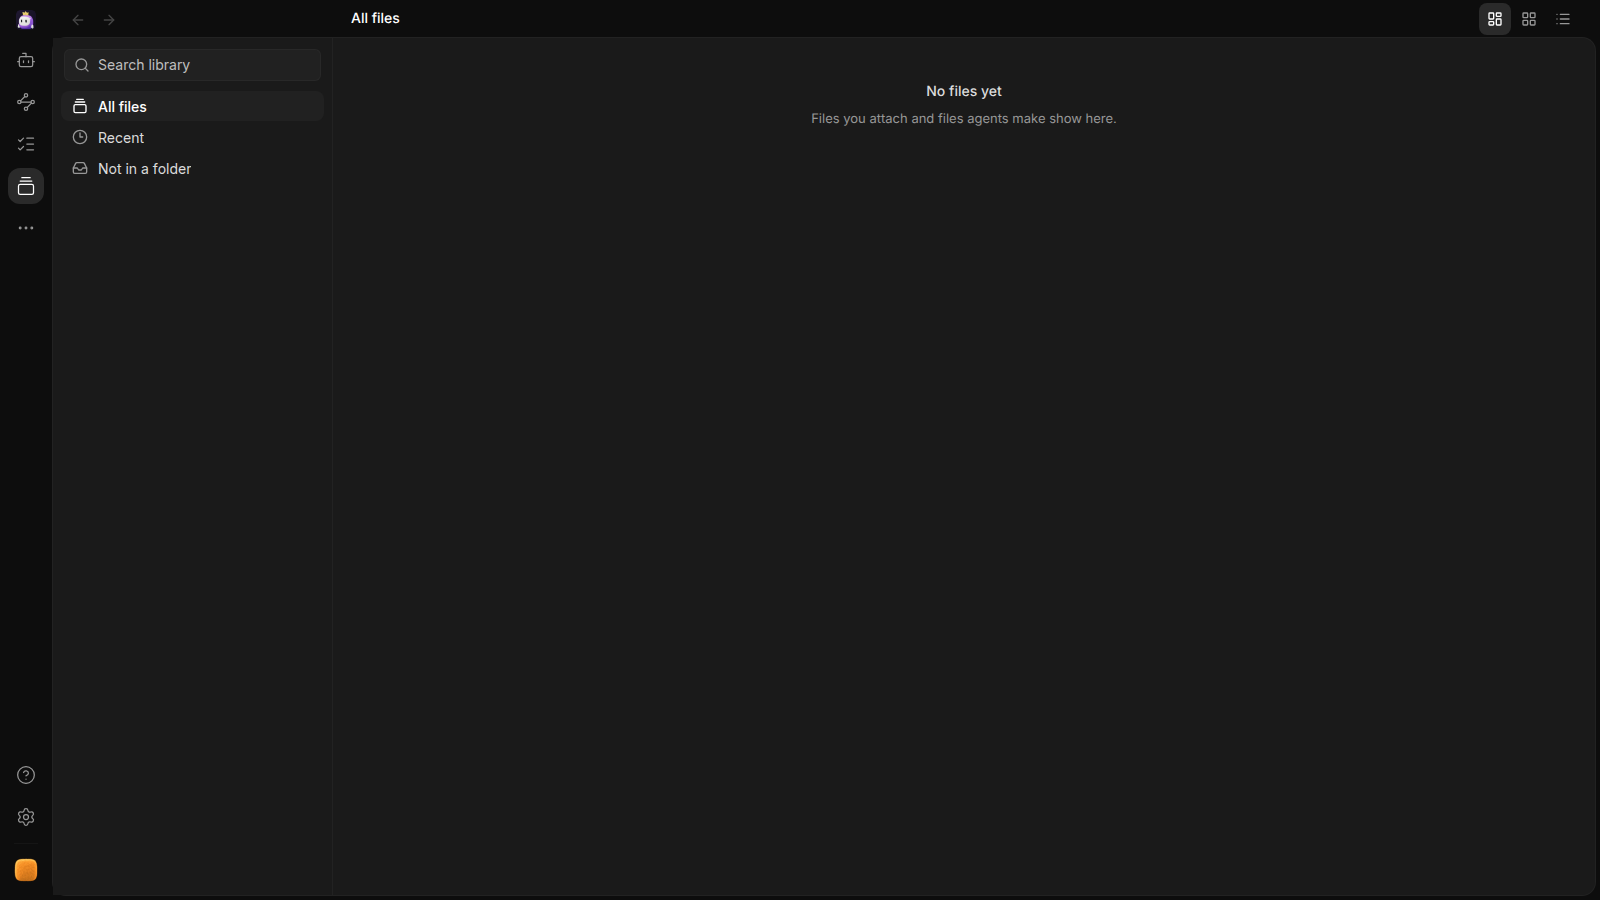 All files
Search library
All files
Recent
Not in a folder
No files yet
Files you attach and files agents make show here.